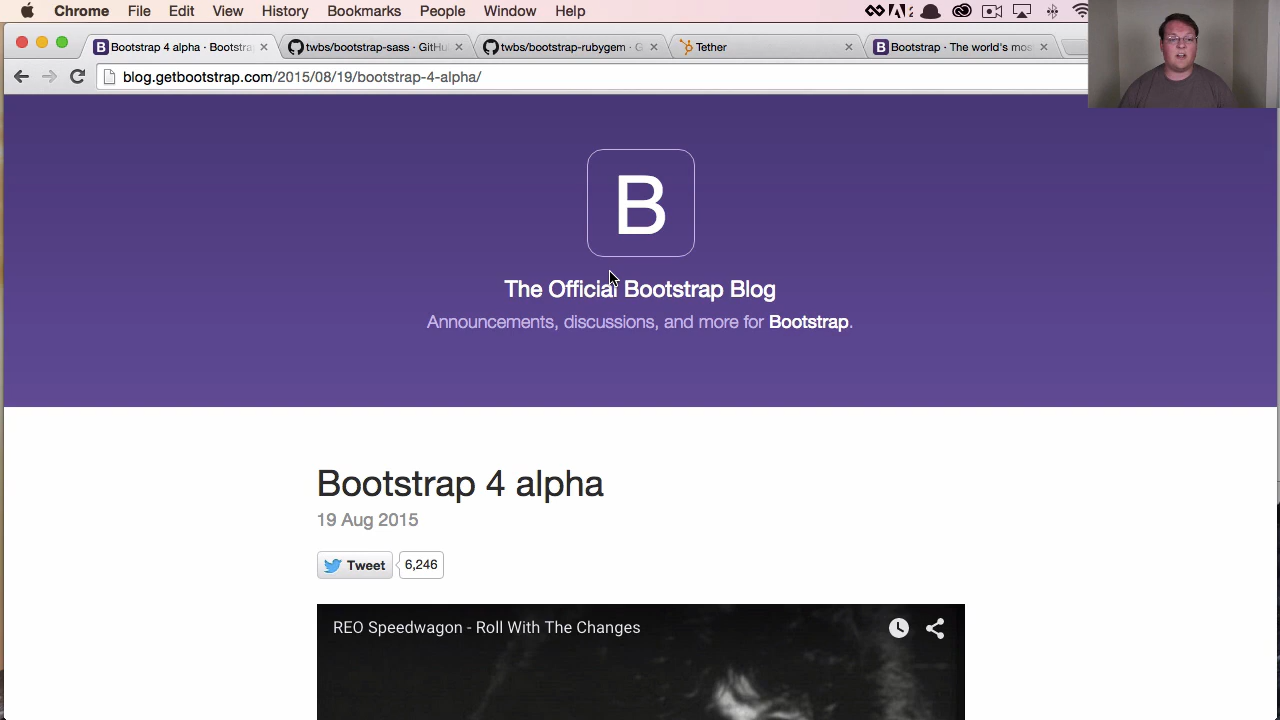 Chrome File Edit View History Bookmarks People Window Help
B Bootstrap 4 alpha · Bootstra × twbs/bootstrap-sass · GitHu × twbs/bootstrap-rubygem · G × Tether × B Bootstrap · The world's mos ×
blog.getbootstrap.com/2015/08/19/bootstrap-4-alpha/
B
The Official Bootstrap Blog
Announcements, discussions, and more for Bootstrap.
Bootstrap 4 alpha
19 Aug 2015
Tweet 6,246
REO Speedwagon - Roll With The Changes